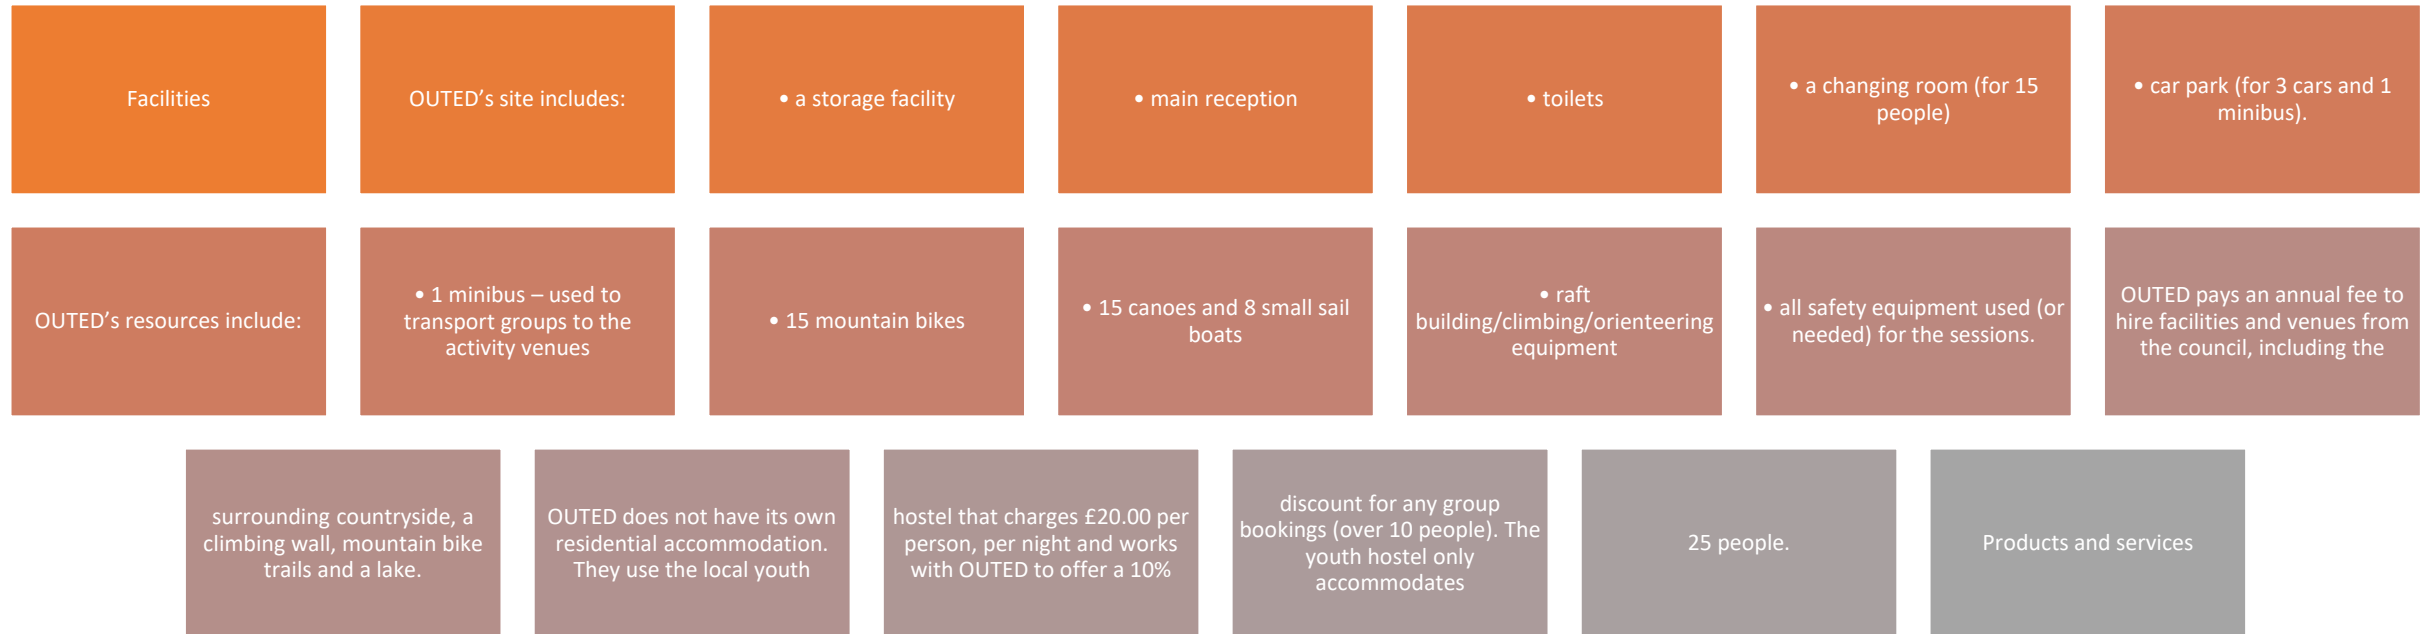 Facilities
OUTED's site includes:
• a storage facility
• main reception
• toilets
• a changing room (for 15
people)
• car park (for 3 cars and 1
minibus).
OUTED's resources include:
• 1 minibus – used to
transport groups to the
activity venues
• 15 mountain bikes
• 15 canoes and 8 small sail
boats
• raft
building/climbing/orienteering
equipment
• all safety equipment used (or
needed) for the sessions.
OUTED pays an annual fee to
hire facilities and venues from
the council, including the
surrounding countryside, a
climbing wall, mountain bike
trails and a lake.
OUTED does not have its own
residential accommodation.
They use the local youth
hostel that charges £20.00 per
person, per night and works
with OUTED to offer a 10%
discount for any group
bookings (over 10 people). The
youth hostel only
accommodates
25 people.
Products and services